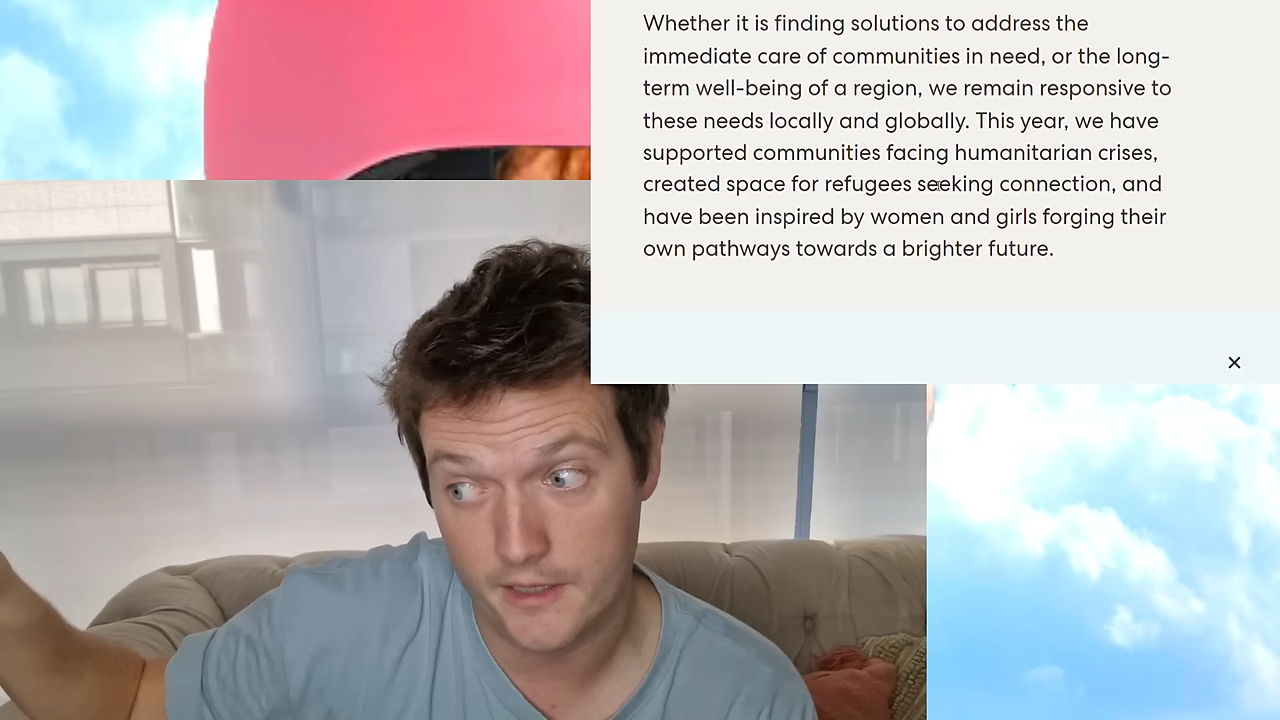 Whether it is finding solutions to address the
immediate care of communities in need, or the long-
term well-being of a region, we remain responsive to
these needs locally and globally. This year, we have
supported communities facing humanitarian crises,
created space for refugees seeking connection, and
have been inspired by women and girls forging their
own pathways towards a brighter future.